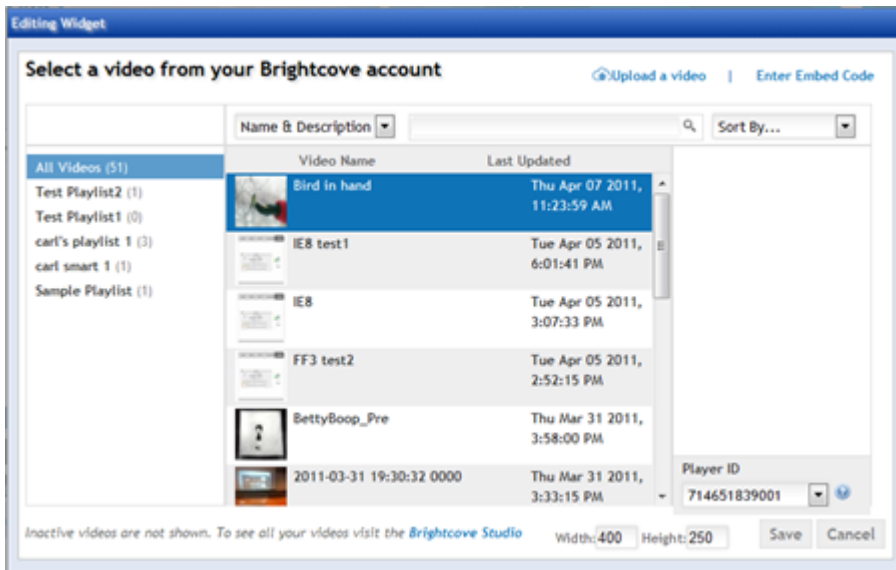 Editing Widget
Select a video from your Brightcove account
Upload a video | Enter Embed Code
Name & Description
Sort By...
All Videos (51)
Test Playlist2 (1)
Test Playlist1 (0)
carl's playlist 1 (3)
carl smart 1 (1)
Sample Playlist (1)
Video Name Last Updated
Bird in hand Thu Apr 07 2011,
11:23:59 AM
IE8 test1 Tue Apr 05 2011,
6:01:41 PM
IE8 Tue Apr 05 2011,
3:07:33 PM
FF3 test2 Tue Apr 05 2011,
2:52:15 PM
BettyBoop_Pre Thu Mar 31 2011,
3:58:00 PM
2011-03-31 19:30:32 0000 Thu Mar 31 2011,
3:33:15 PM
Player ID
714651839001
Inactive videos are not shown. To see all your videos visit the Brightcove Studio
Width: 400 Height: 250 Save Cancel